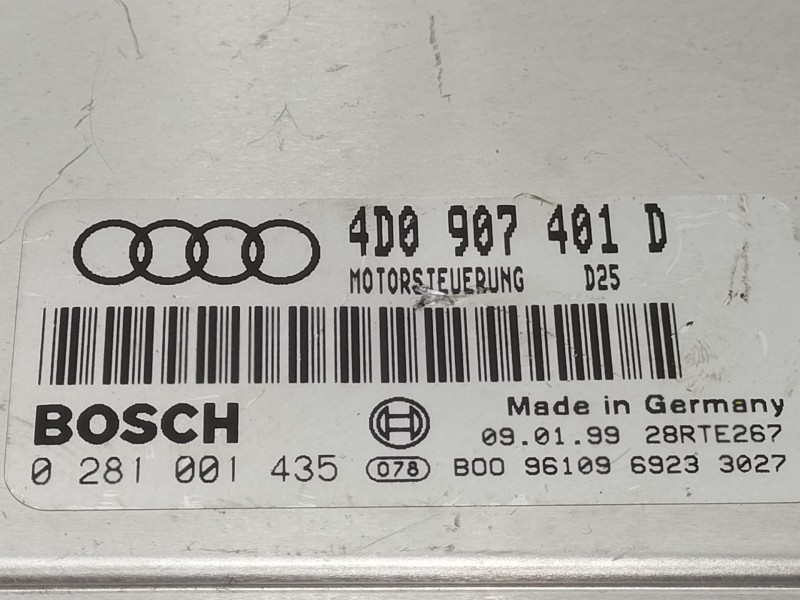 4D0 907 401 D
MOTORSTEUERUNG D25
BOSCH
Made in Germany
09.01.99 28RTE267
0 281 001 435 078 B00 96109 6923 3027